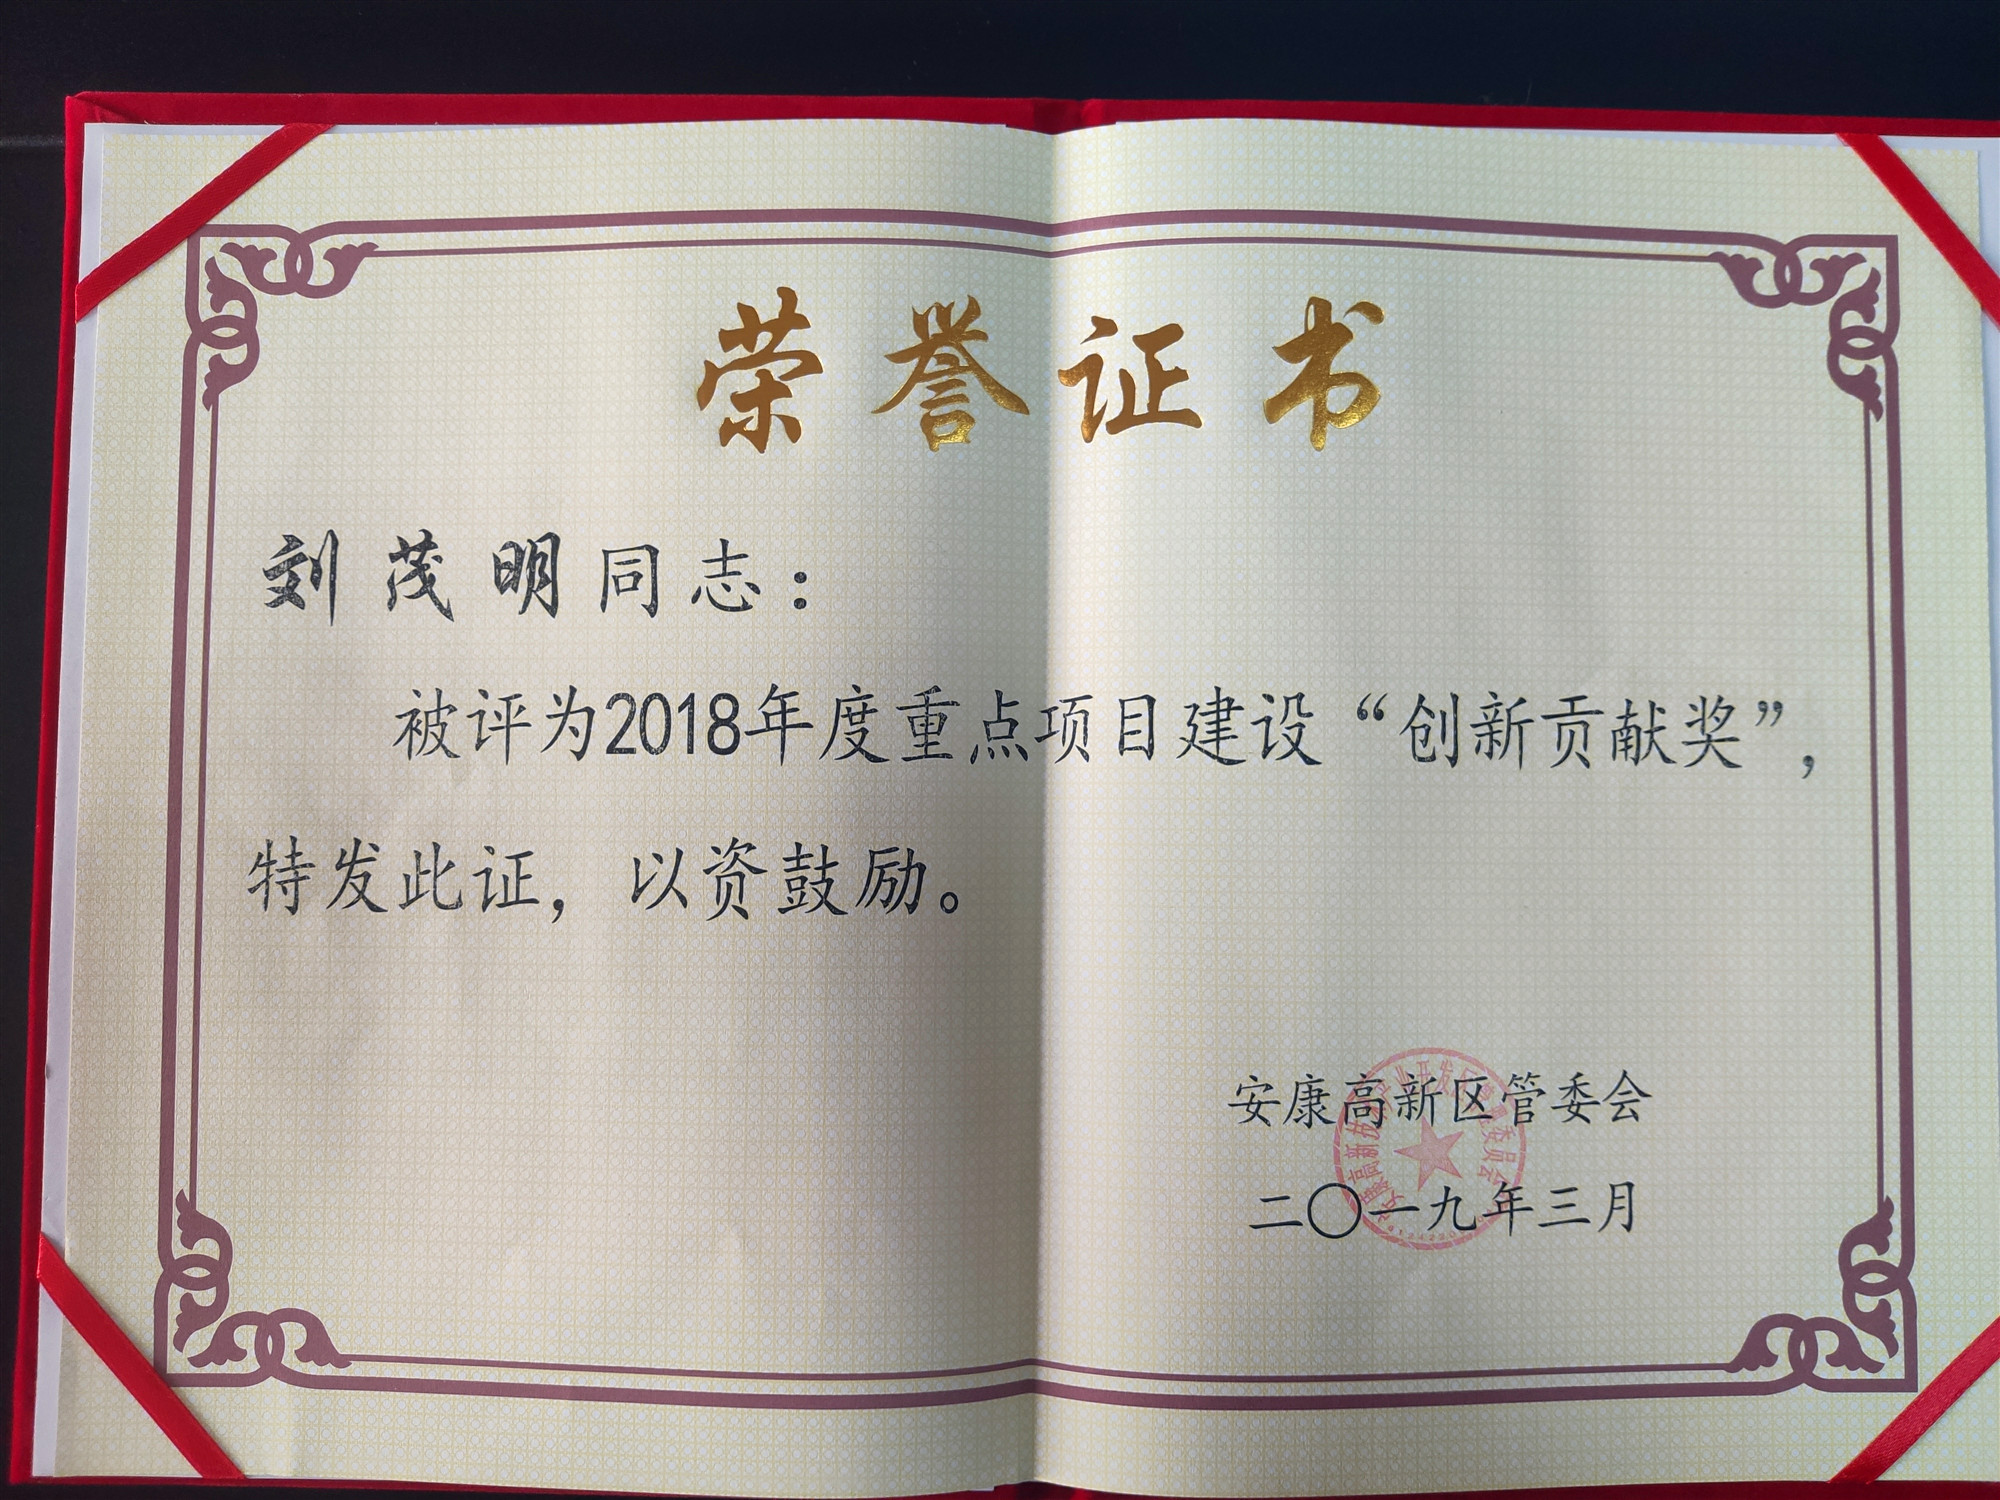 荣誉证书
刘茂明同志：
被评为2018年度重点项目建设“创新贡献奖”，
特发此证，以资鼓励。
安康高新区管委会
二〇一九年三月